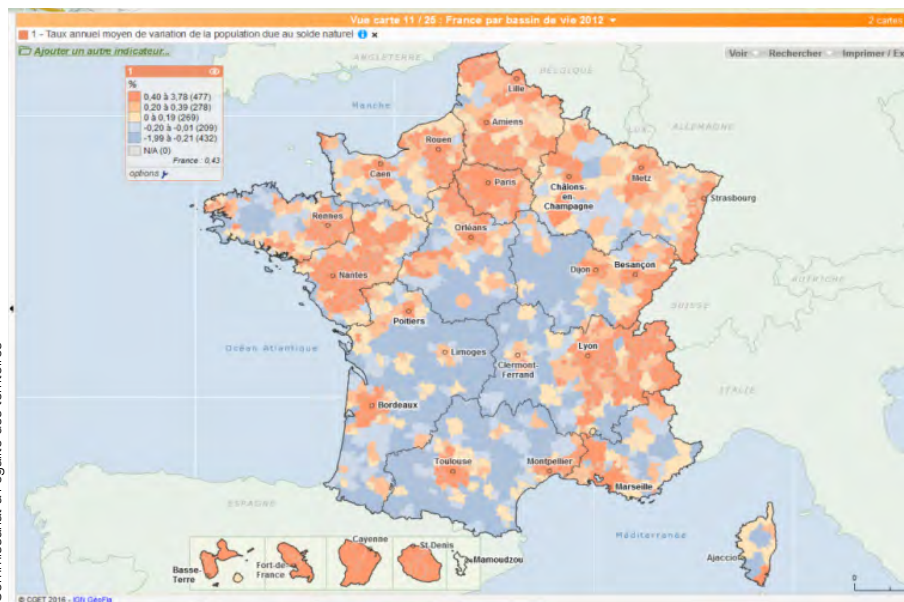 Vue carte 11 / 25 : France par bassin de vie 2012
2 cartes
1 - Taux annuel moyen de variation de la population due au solde naturel
Ajouter un autre indicateur...
Voir
Rechercher
Imprimer / Ex
1
%
0,40 à 3,78 (477)
0,20 à 0,39 (278)
0 à 0,19 (269)
-0,20 à -0,01 (209)
-1,99 à -0,21 (432)
N/A (0)
France : 0,43
options
ANGLETERRE
BELGIQUE
Manche
LUX
ALLEMAGNE
Lille
Amiens
Rouen
Caen
Paris
Châlons-
en-
Champagne
Metz
Strasbourg
Rennes
Orléans
Nantes
Dijon
Besançon
AUTRICHE
SUISSE
Poitiers
Océan Atlantique
Limoges
Clermont-
Ferrand
Lyon
ITALIE
Bordeaux
Toulouse
Montpellier
Marseille
ESPAGNE
Méditerranée
Ajaccio
Basse-
Terre
Fort-de-
France
Cayenne
St Denis
Mamoudzou
0
© CGET 2016 - IGN GéoFla